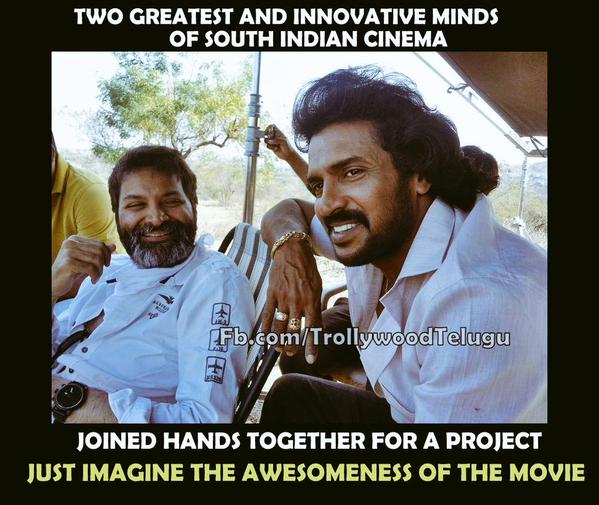 TWO GREATEST AND INNOVATIVE MINDS
OF SOUTH INDIAN CINEMA
Fb.com/TrollywoodTelugu
JOINED HANDS TOGETHER FOR A PROJECT
JUST IMAGINE THE AWESOMENESS OF THE MOVIE